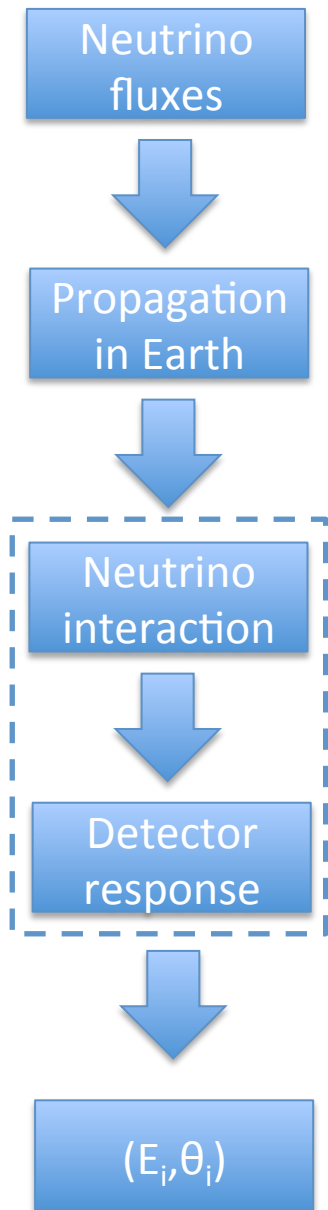 Neutrino
fluxes
Propagation
in Earth
Neutrino
interaction
Detector
response
(Eᵢ,θᵢ)